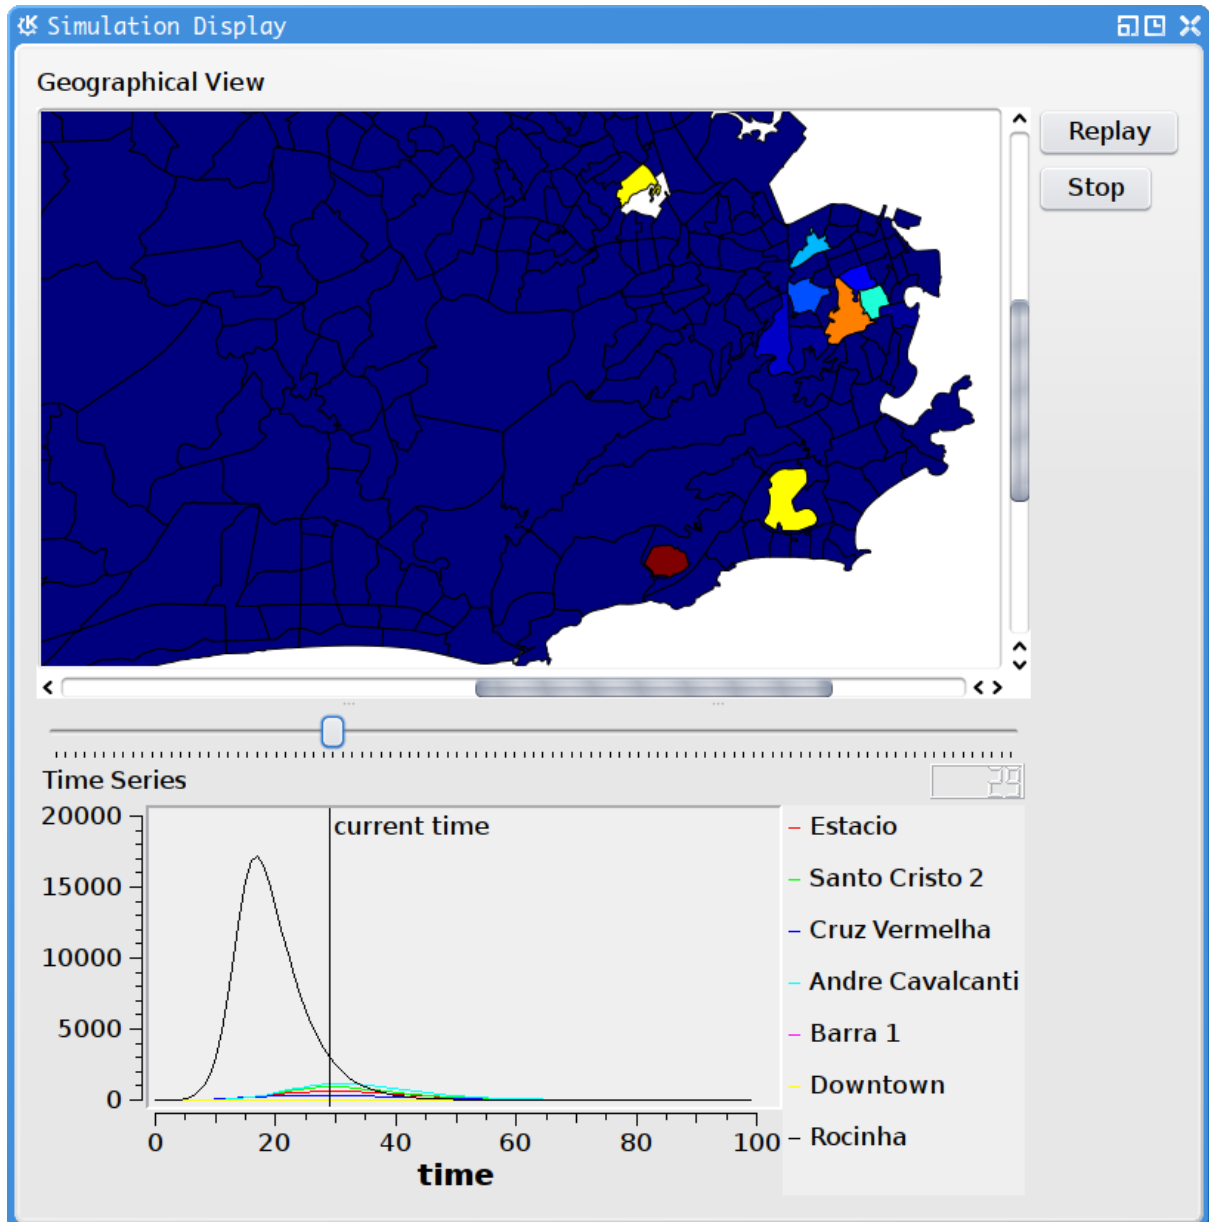 Simulation Display
Geographical View
Replay
Stop
Time Series
29
20000
15000
10000
5000
0
current time
0 20 40 60 80 100
time
Estacio
Santo Cristo 2
Cruz Vermelha
Andre Cavalcanti
Barra 1
Downtown
Rocinha